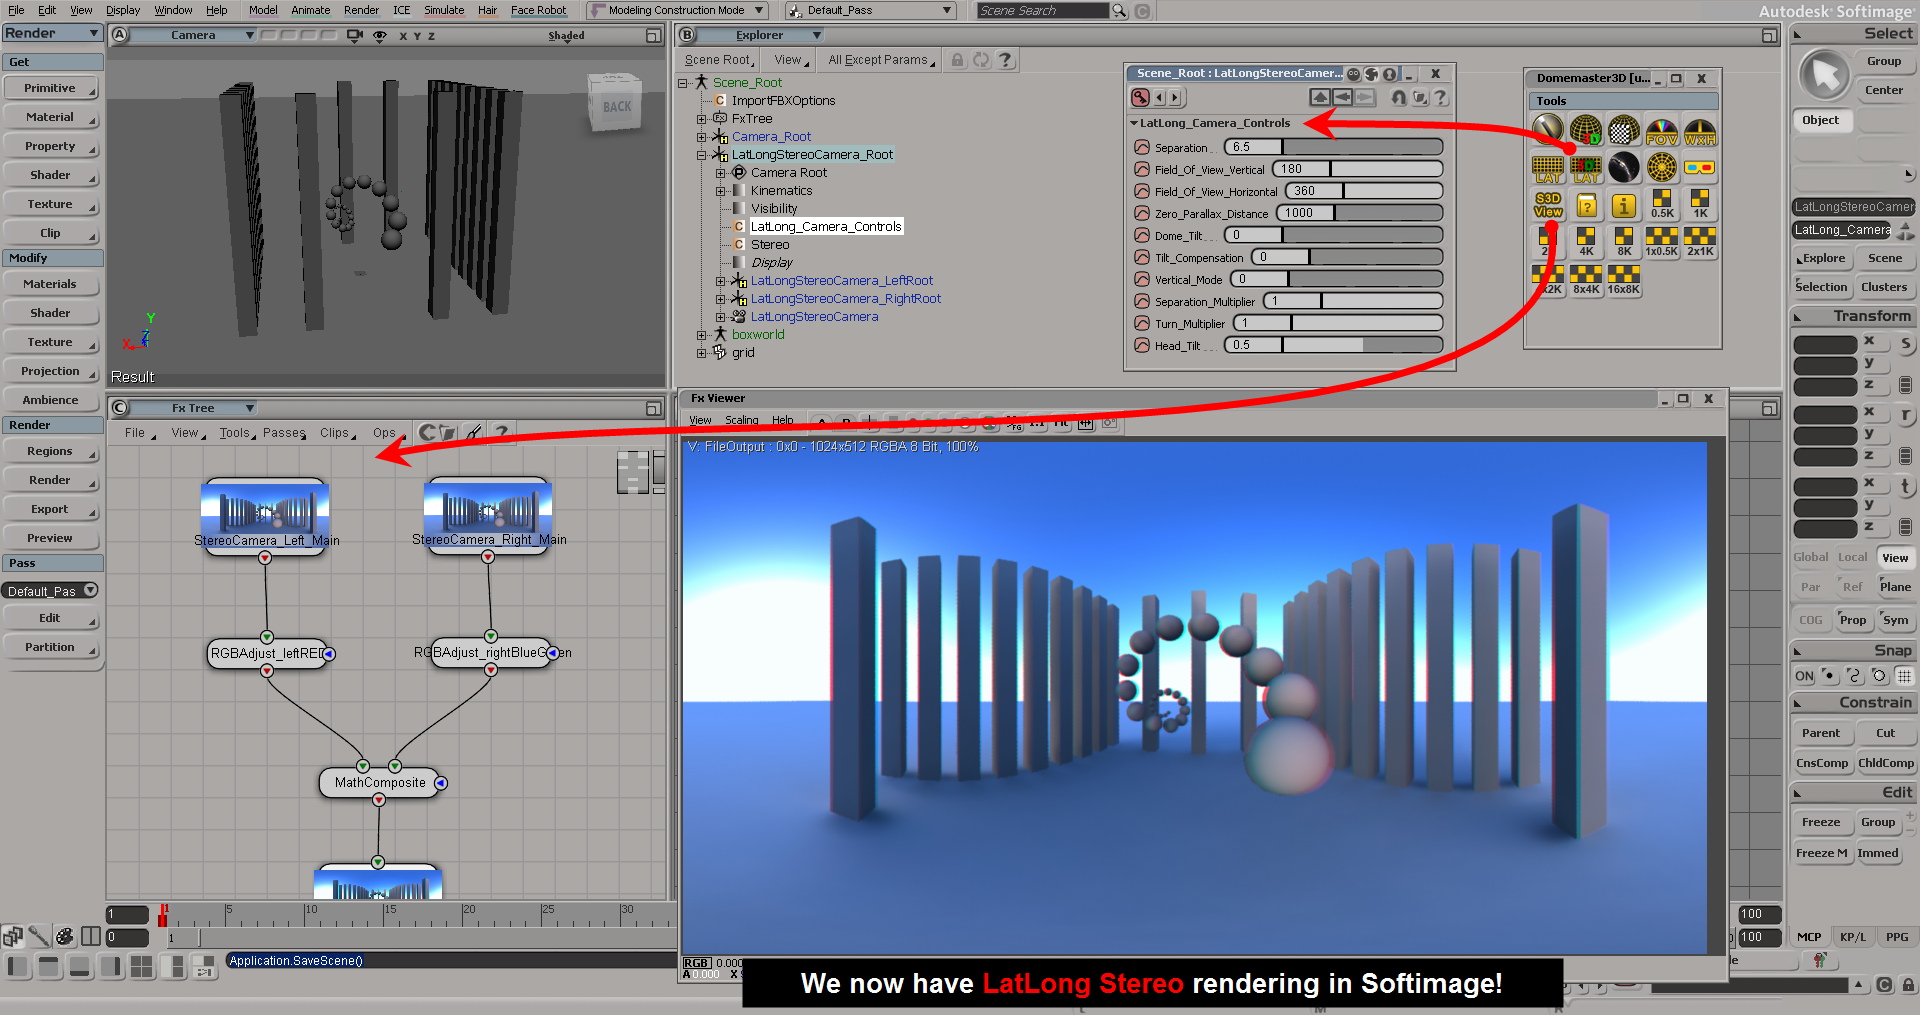 File Edit View Display Window Help Model Animate Render ICE Simulate Hair Face Robot Modeling Construction Mode Default_Pass Scene Search Autodesk Softimage
Render
Get
Primitive
Material
Property
Shader
Texture
Clip
Modify
Materials
Shader
Texture
Projection
Ambience
Render
Regions
Render
Export
Preview
Pass
Default_Pas
Edit
Partition
A Camera X Y Z Shaded
BACK
Y
Z
X
Result
B Explorer
Scene Root View All Except Params ?
Scene_Root
ImportFBXOptions
FxTree
Camera_Root
LatLongStereoCamera_Root
Camera Root
Kinematics
Visibility
LatLong_Camera_Controls
Stereo
Display
LatLongStereoCamera_LeftRoot
LatLongStereoCamera_RightRoot
LatLongStereoCamera
boxworld
grid
Scene_Root : LatLongStereoCamer...
LatLong_Camera_Controls
Separation 6.5
Field_Of_View_Vertical 180
Field_Of_View_Horizontal 360
Zero_Parallax_Distance 1000
Dome_Tilt 0
Tilt_Compensation 0
Vertical_Mode 0
Separation_Multiplier 1
Turn_Multiplier 1
Head_Tilt 0.5
Domemaster3D [u...
Tools
3D FOV WXH
LAT 3D LAT
S3D View ? i 0.5K 1K
4K 8K 1x0.5K 2x1K
8x4K 16x8K
Select
Group
Center
Object
LatLongStereoCamera
LatLong_Camera
Explore Scene
Selection Clusters
Transform
x s
y
z
x r
y
z
x t
y
z
Global Local View
Par Ref Plane
COG Prop Sym
Snap
ON
Constrain
Parent Cut
CnsComp ChldComp
Edit
Freeze Group
Freeze M Immed
MCP KP/L PPG
C Fx Tree
File View Tools Passes Clips Ops
StereoCamera_Left_Main StereoCamera_Right_Main
RGBAdjust_leftRED
MathComposite
Fx Viewer
View Scaling Help
V: FileOutput : 0x0 - 1024x512 RGBA 8 Bit, 100%
RGB 0.000
A 0.000 X
1 1 5 10 15 20 25 30 100
0 1 100
Application.SaveScene()
We now have LatLong Stereo rendering in Softimage!